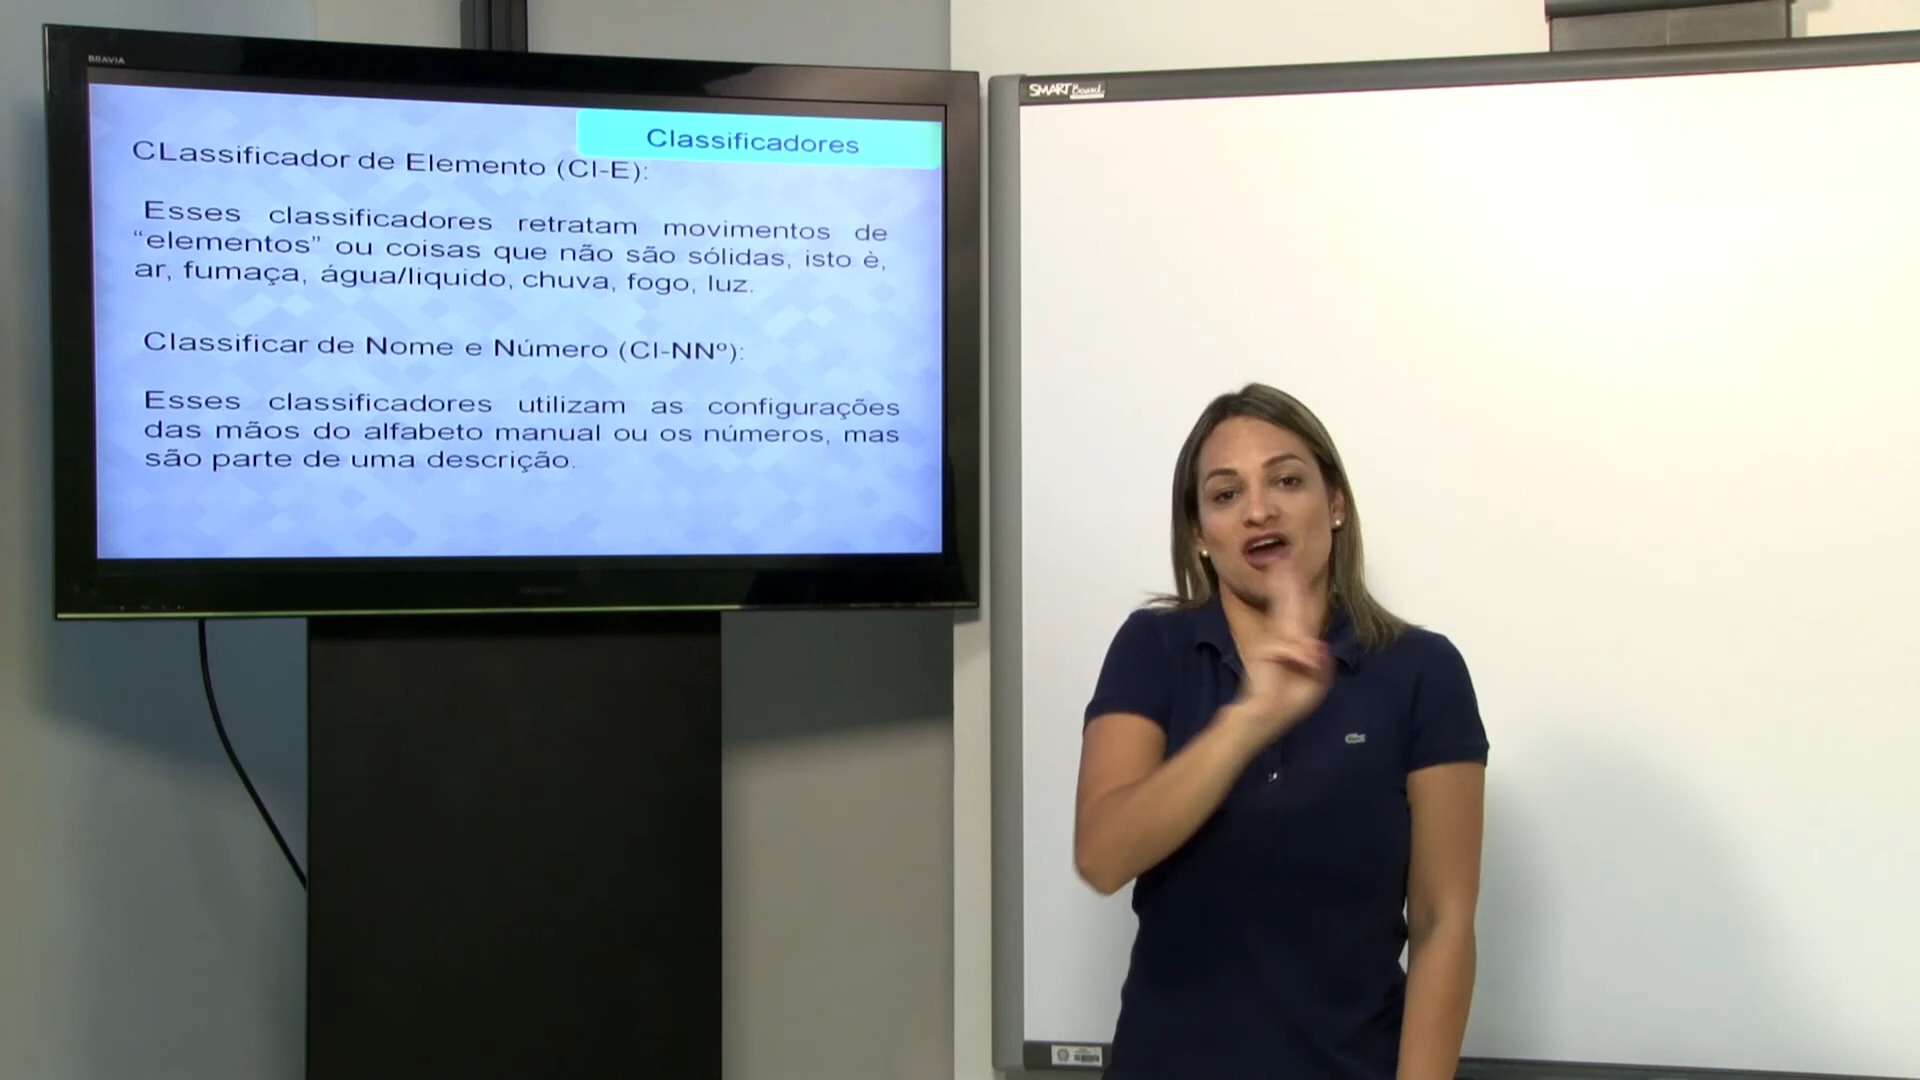 BRAVIA
Classificadores
CLassificador de Elemento (Cl-E):
Esses classificadores retratam movimentos de
“elementos” ou coisas que não são sólidas, isto è,
ar, fumaça, água/liquido, chuva, fogo, luz.
Classificar de Nome e Número (Cl-NNº):
Esses classificadores utilizam as configurações
das mãos do alfabeto manual ou os números, mas
são parte de uma descrição.
SMART Board